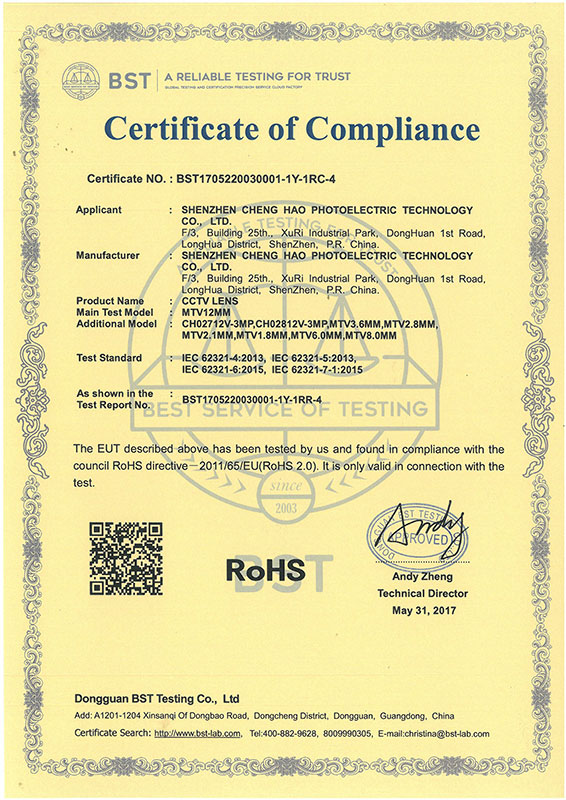 BST A RELIABLE TESTING FOR TRUST
GLOBAL TESTING AND CERTIFICATION PRECISION SERVICE CLOUD FACTORY
Certificate of Compliance
Certificate NO. : BST1705220030001-1Y-1RC-4
Applicant : SHENZHEN CHENG HAO PHOTOELECTRIC TECHNOLOGY
CO., LTD.
F/3, Building 25th., XuRi Industrial Park, DongHuan 1st Road,
LongHua District, ShenZhen, P.R. China.
Manufacturer : SHENZHEN CHENG HAO PHOTOELECTRIC TECHNOLOGY
CO., LTD.
F/3, Building 25th., XuRi Industrial Park, DongHuan 1st Road,
LongHua District, ShenZhen, P.R. China.
Product Name : CCTV LENS
Main Test Model : MTV12MM
Additional Model : CH02712V-3MP,CH02812V-3MP,MTV3.6MM,MTV2.8MM,
MTV2.1MM,MTV1.8MM,MTV6.0MM,MTV8.0MM
Test Standard : IEC 62321-4:2013, IEC 62321-5:2013,
IEC 62321-6:2015, IEC 62321-7-1:2015
As shown in the
Test Report No. : BST1705220030001-1Y-1RR-4
BEST SERVICE OF TESTING
The EUT described above has been tested by us and found in compliance with the
council RoHS directive－2011/65/EU(RoHS 2.0). It is only valid in connection with the
test.
since
2003
BST
RoHS
Andy
APPROVED
Andy Zheng
Technical Director
May 31, 2017
Dongguan BST Testing Co., Ltd
Add: A1201-1204 Xinsanqi Of Dongbao Road, Dongcheng District, Dongguan, Guangdong, China
Certificate Search: http://www.bst-lab.com, Tel:400-882-9628, 8009990305, E-mail:christina@bst-lab.com